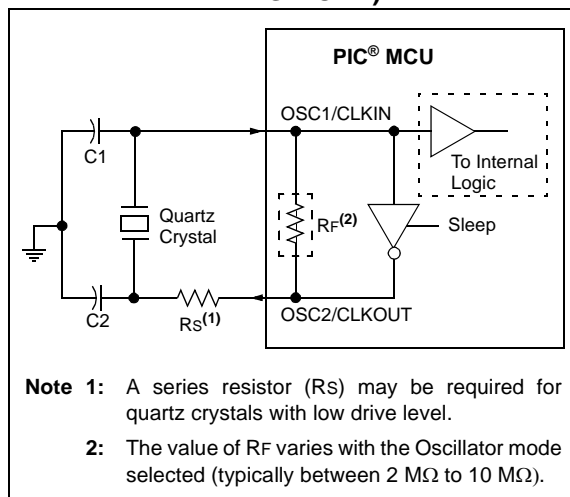 PIC® MCU
OSC1/CLKIN
C1
To Internal
Logic
Quartz
Crystal
RF(2)
Sleep
C2
RS(1)
OSC2/CLKOUT
Note 1: A series resistor (RS) may be required for
quartz crystals with low drive level.
2: The value of RF varies with the Oscillator mode
selected (typically between 2 MΩ to 10 MΩ).